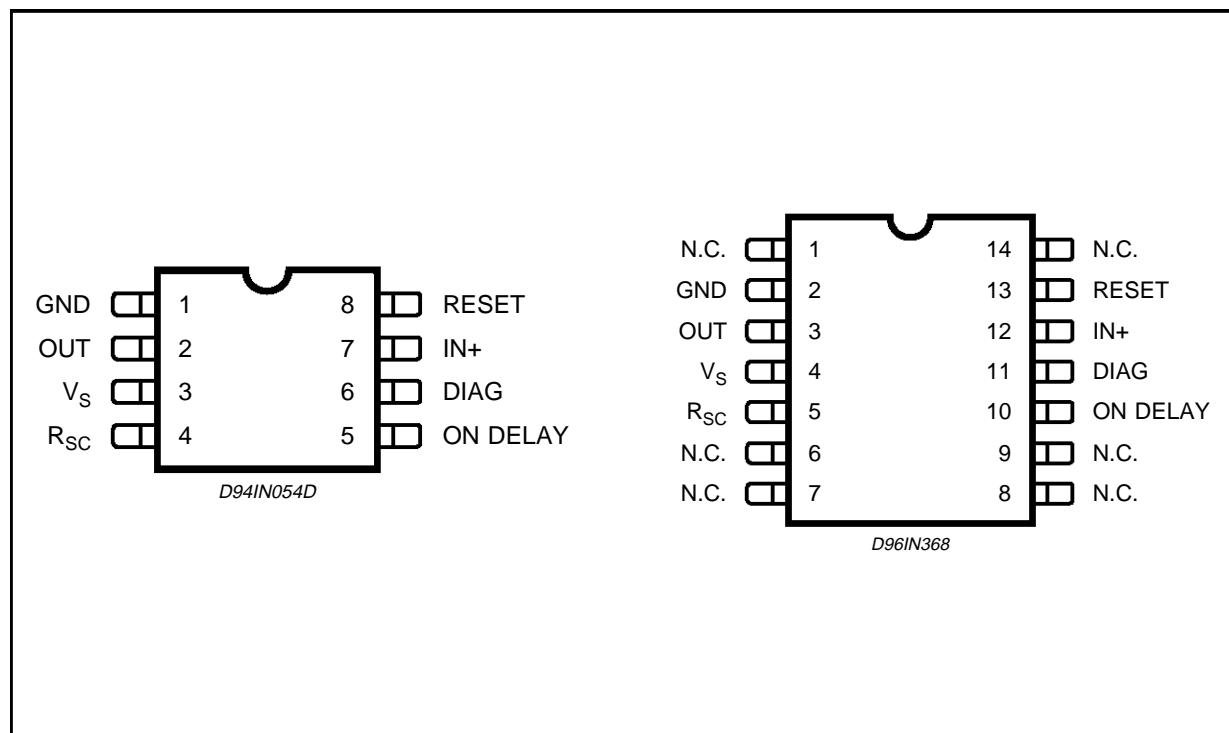 GND 1 8 RESET
OUT 2 7 IN+
VS 3 6 DIAG
RSC 4 5 ON DELAY
D94IN054D
N.C. 1 14 N.C.
GND 2 13 RESET
OUT 3 12 IN+
VS 4 11 DIAG
RSC 5 10 ON DELAY
N.C. 6 9 N.C.
N.C. 7 8 N.C.
D96IN368